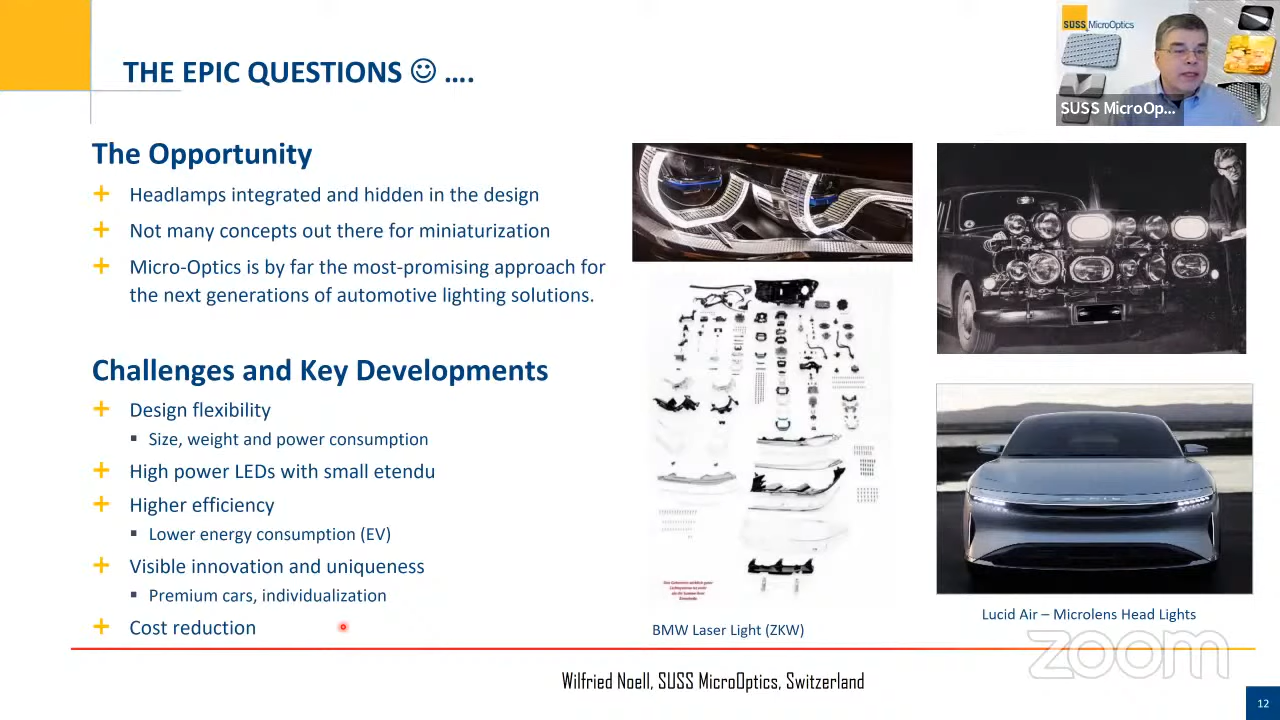 THE EPIC QUESTIONS ☺ ....
SUSS MicroOptics
SUSS MicroOp...
The Opportunity
Headlamps integrated and hidden in the design
Not many concepts out there for miniaturization
Micro-Optics is by far the most-promising approach for
the next generations of automotive lighting solutions.
Challenges and Key Developments
Design flexibility
Size, weight and power consumption
High power LEDs with small etendu
Higher efficiency
Lower energy consumption (EV)
Visible innovation and uniqueness
Premium cars, individualization
Cost reduction
BMW Laser Light (ZKW)
Lucid Air – Microlens Head Lights
zoom
Wilfried Noell, SUSS MicroOptics, Switzerland
12